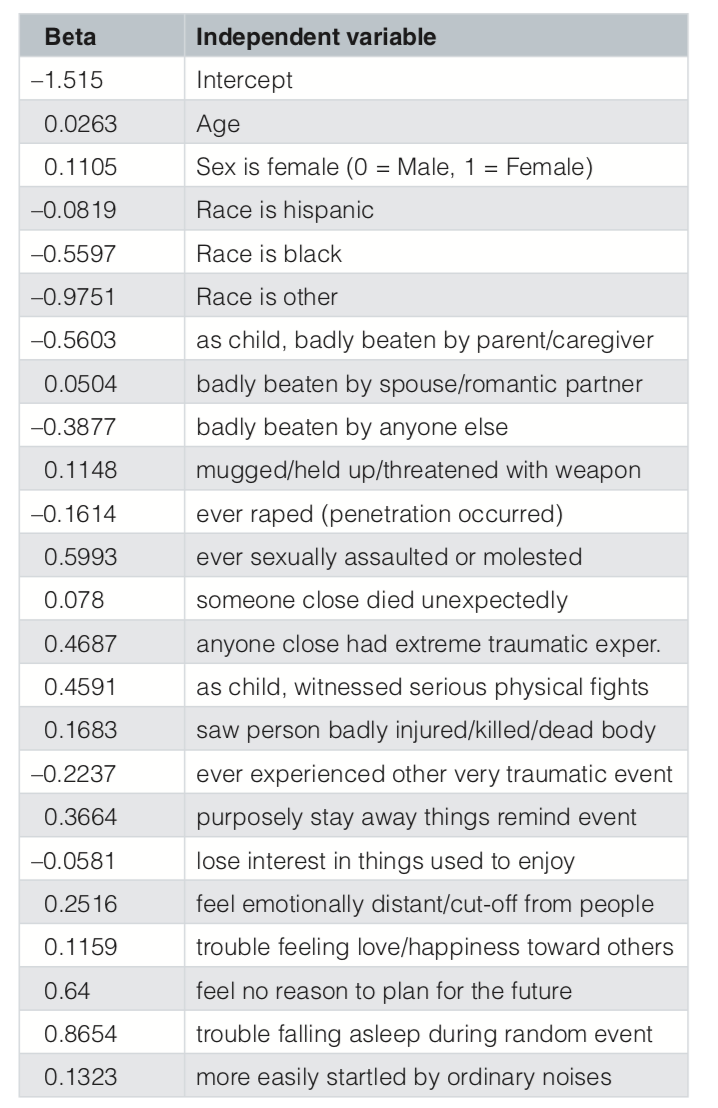 Beta Independent variable
–1.515 Intercept
0.0263 Age
0.1105 Sex is female (0 = Male, 1 = Female)
–0.0819 Race is hispanic
–0.5597 Race is black
–0.9751 Race is other
–0.5603 as child, badly beaten by parent/caregiver
0.0504 badly beaten by spouse/romantic partner
–0.3877 badly beaten by anyone else
0.1148 mugged/held up/threatened with weapon
–0.1614 ever raped (penetration occurred)
0.5993 ever sexually assaulted or molested
0.078 someone close died unexpectedly
0.4687 anyone close had extreme traumatic exper.
0.4591 as child, witnessed serious physical fights
0.1683 saw person badly injured/killed/dead body
–0.2237 ever experienced other very traumatic event
0.3664 purposely stay away things remind event
–0.0581 lose interest in things used to enjoy
0.2516 feel emotionally distant/cut-off from people
0.1159 trouble feeling love/happiness toward others
0.64 feel no reason to plan for the future
0.8654 trouble falling asleep during random event
0.1323 more easily startled by ordinary noises